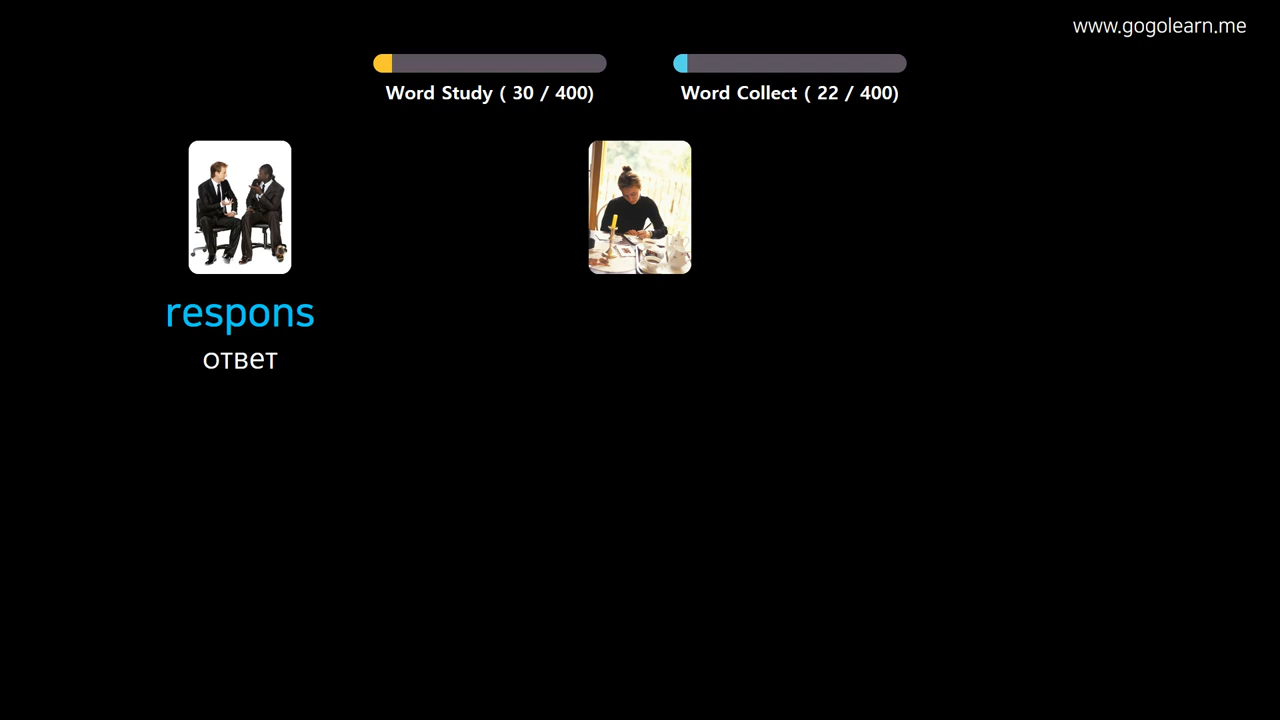 www.gogolearn.me
Word Study ( 30 / 400)
Word Collect ( 22 / 400)
respons
ответ